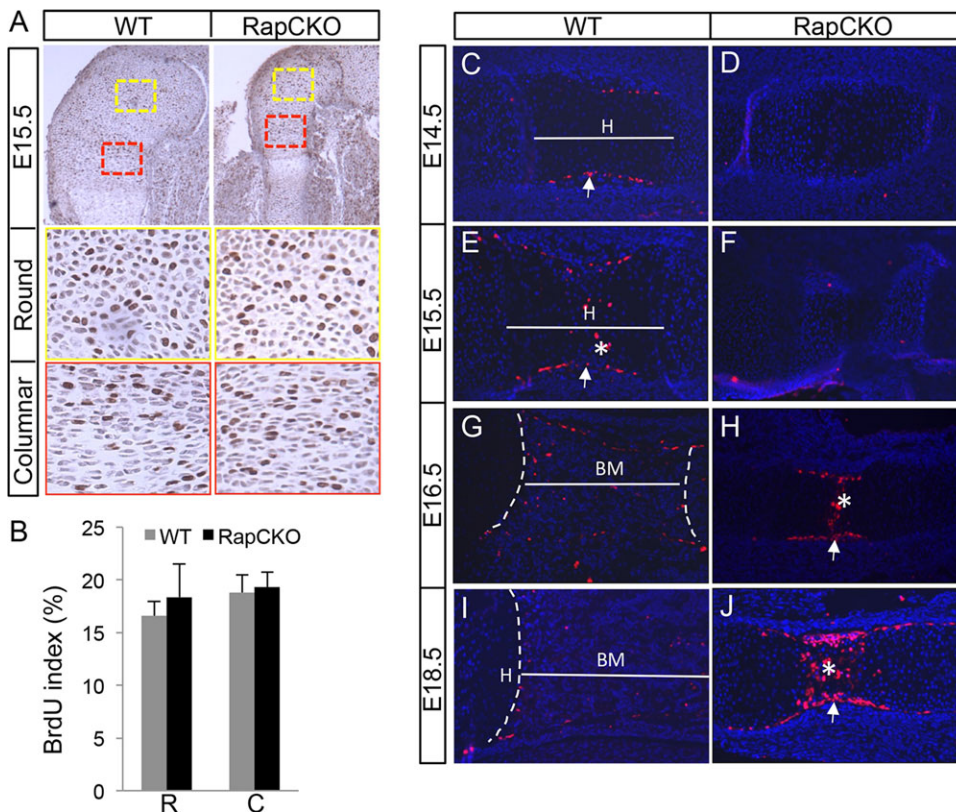 A
WT
RapCKO
E15.5
Round
Columnar
B
25
20
15
10
5
0
BrdU index (%)
WT
RapCKO
R
C
WT
RapCKO
E14.5
C
H
D
E15.5
E
H
*
F
E16.5
G
BM
H
*
E18.5
I
H
BM
J
*